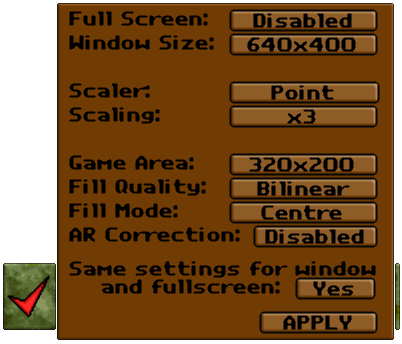 Full Screen: Disabled
Window Size: 640x400
Scaler: Point
Scaling: x3
Game Area: 320x200
Fill Quality: Bilinear
Fill Mode: Centre
AR Correction: Disabled
Same settings for window
and fullscreen: Yes
APPLY